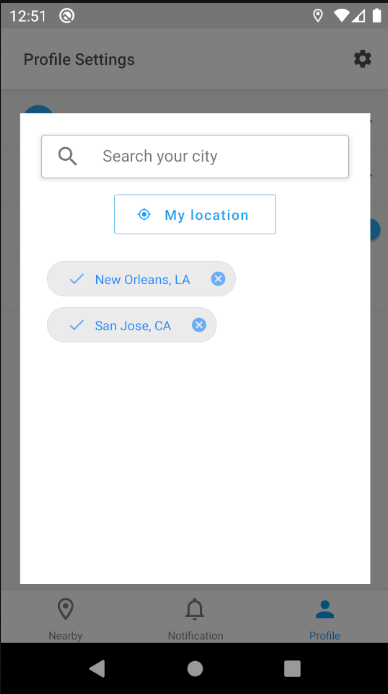 12:51
Profile Settings
Search your city
My location
New Orleans, LA
San Jose, CA
Nearby
Notification
Profile